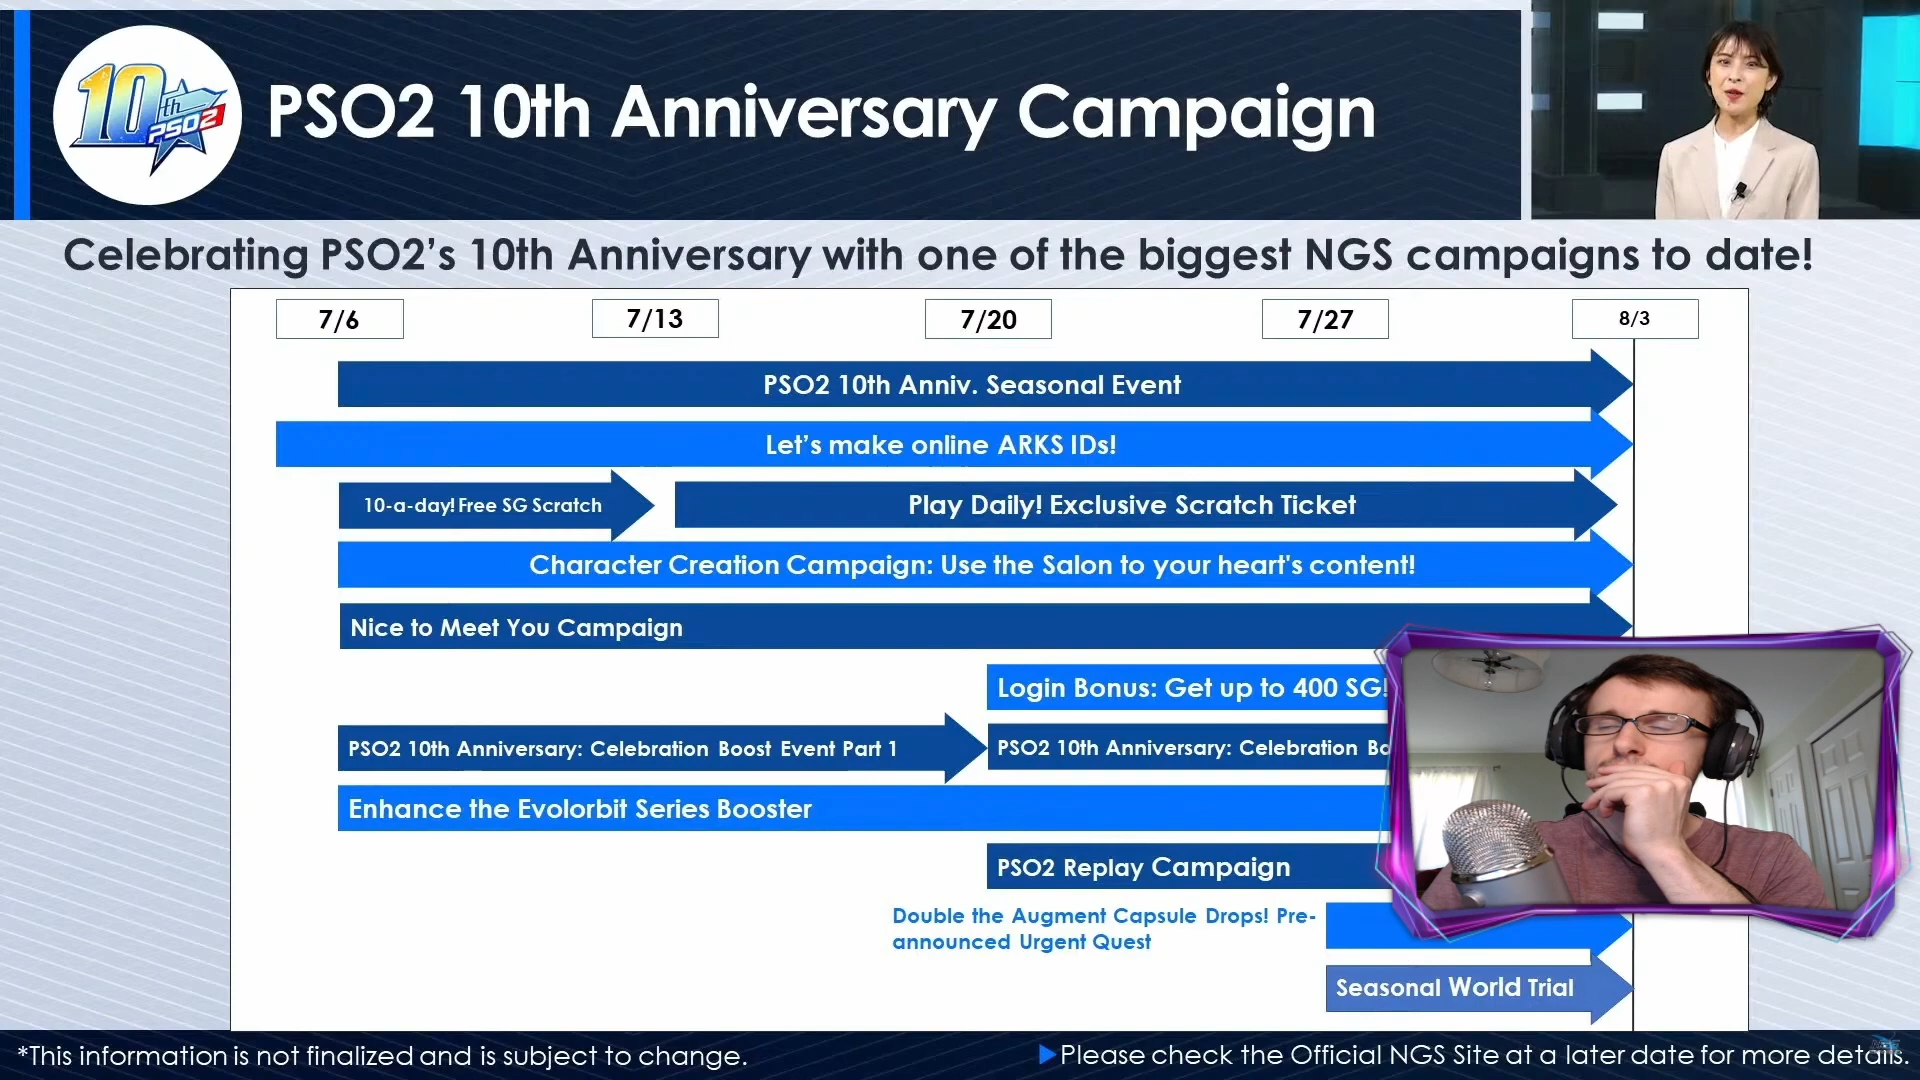 10th
PSO2
PSO2 10th Anniversary Campaign
Celebrating PSO2’s 10th Anniversary with one of the biggest NGS campaigns to date!
7/6
7/13
7/20
7/27
8/3
PSO2 10th Anniv. Seasonal Event
Let’s make online ARKS IDs!
10-a-day! Free SG Scratch
Play Daily! Exclusive Scratch Ticket
Character Creation Campaign: Use the Salon to your heart's content!
Nice to Meet You Campaign
Login Bonus: Get up to 400 SG!
PSO2 10th Anniversary: Celebration Boost Event Part 1
PSO2 10th Anniversary: Celebration
Enhance the Evolorbit Series Booster
PSO2 Replay Campaign
Double the Augment Capsule Drops! Pre-
announced Urgent Quest
Seasonal World Trial
*This information is not finalized and is subject to change.
▶Please check the Official NGS Site at a later date for more details.